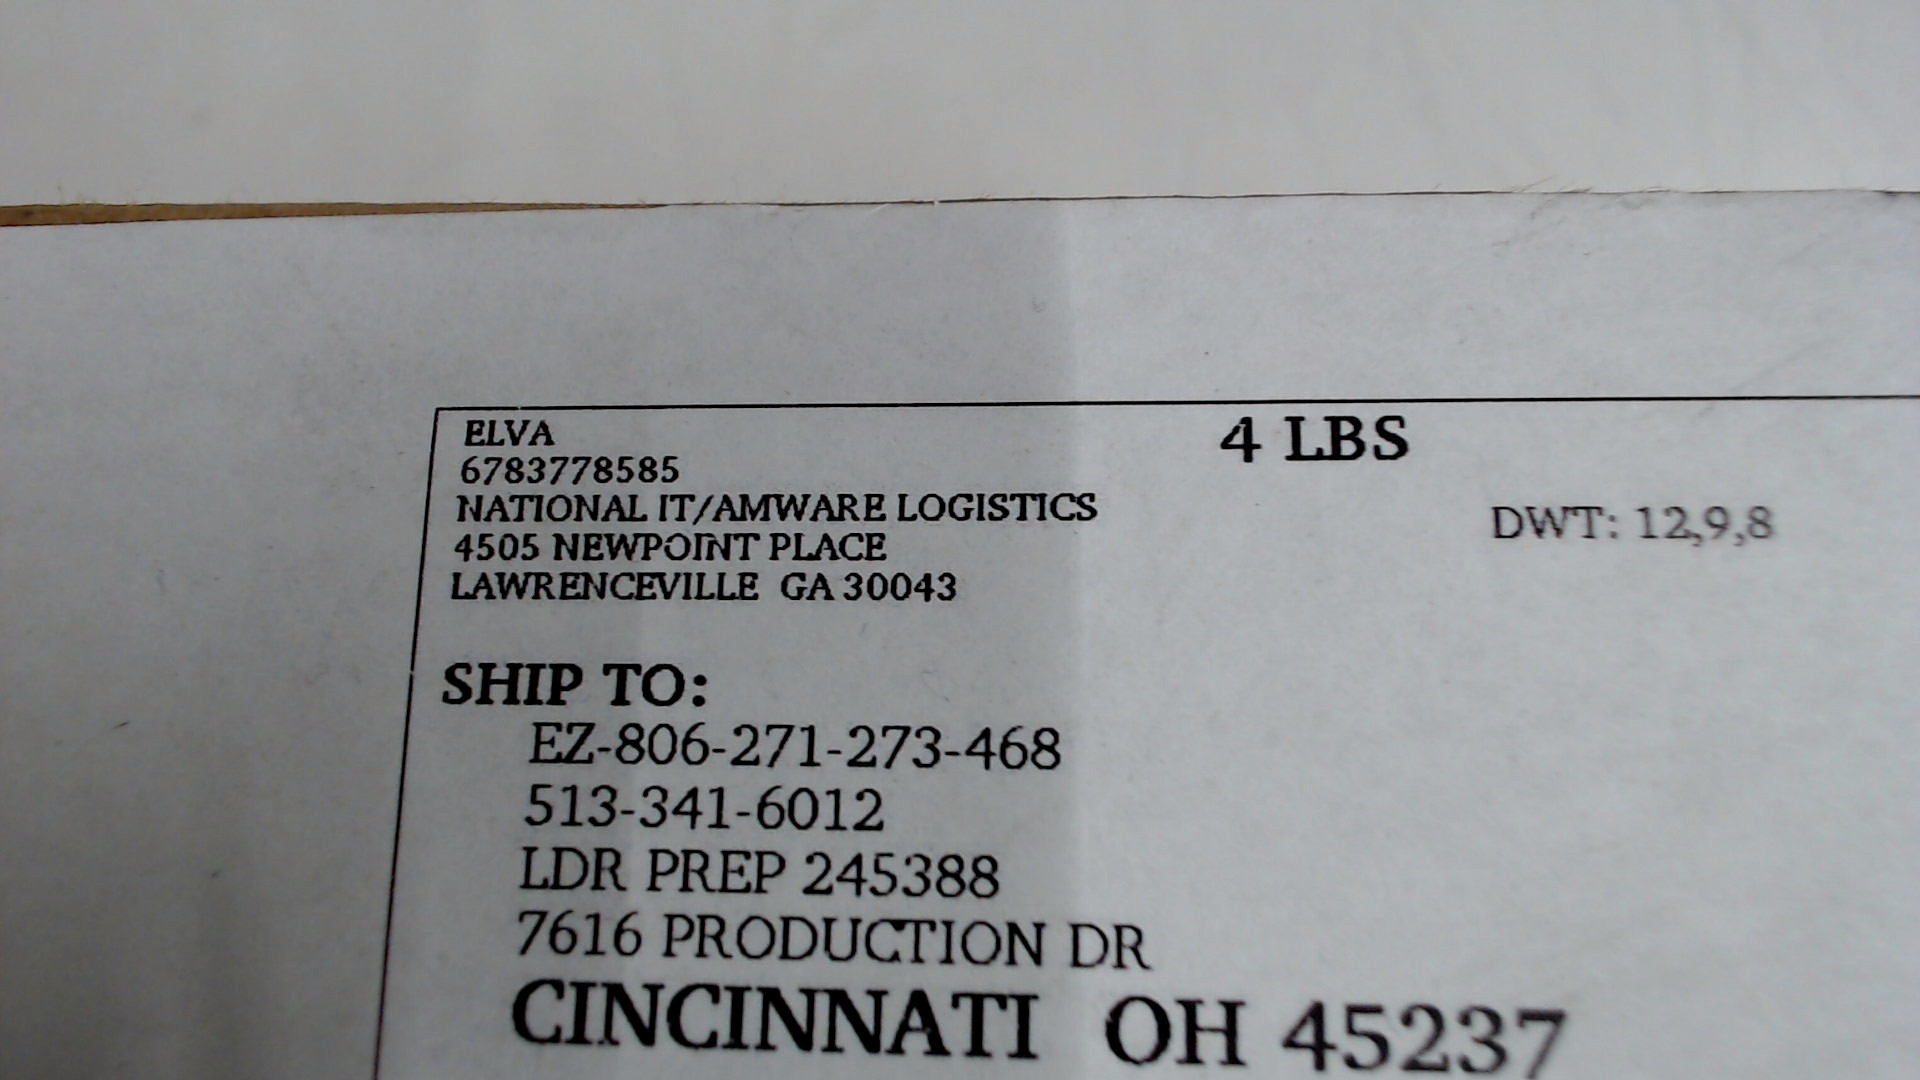 ELVA
6783778585
NATIONAL IT/AMWARE LOGISTICS
4505 NEWPOINT PLACE
LAWRENCEVILLE GA 30043
4 LBS
DWT: 12,9,8
SHIP TO:
EZ-806-271-273-468
513-341-6012
LDR PREP 245388
7616 PRODUCTION DR
CINCINNATI OH 45237